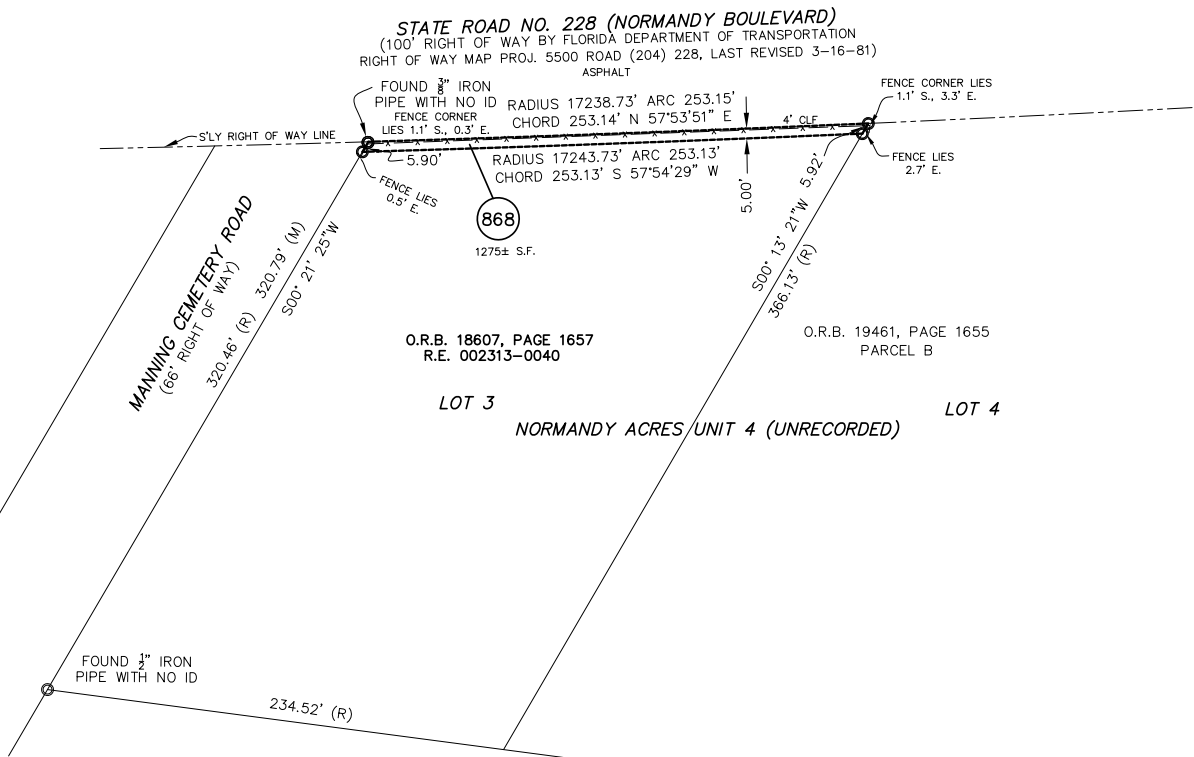 STATE ROAD NO. 228 (NORMANDY BOULEVARD)
(100' RIGHT OF WAY BY FLORIDA DEPARTMENT OF TRANSPORTATION
RIGHT OF WAY MAP PROJ. 5500 ROAD (204) 228, LAST REVISED 3-16-81)
ASPHALT
FOUND 3/8" IRON
PIPE WITH NO ID
FENCE CORNER
LIES 1.1' S., 0.3' E.
RADIUS 17238.73' ARC 253.15'
CHORD 253.14' N 57°53'51" E
4' CLF
FENCE CORNER LIES
1.1' S., 3.3' E.
S'LY RIGHT OF WAY LINE
5.90'
RADIUS 17243.73' ARC 253.13'
CHORD 253.13' S 57°54'29" W
FENCE LIES
2.7' E.
FENCE LIES
0.5' E.
5.00'
868
1275± S.F.
S00° 13' 21"W 5.92'
366.13' (R)
MANNING CEMETERY ROAD
(66' RIGHT OF WAY)
320.46' (R) 320.79' (M)
S00° 21' 25"W
O.R.B. 18607, PAGE 1657
R.E. 002313-0040
O.R.B. 19461, PAGE 1655
PARCEL B
LOT 3
LOT 4
NORMANDY ACRES UNIT 4 (UNRECORDED)
FOUND 1/2" IRON
PIPE WITH NO ID
234.52' (R)